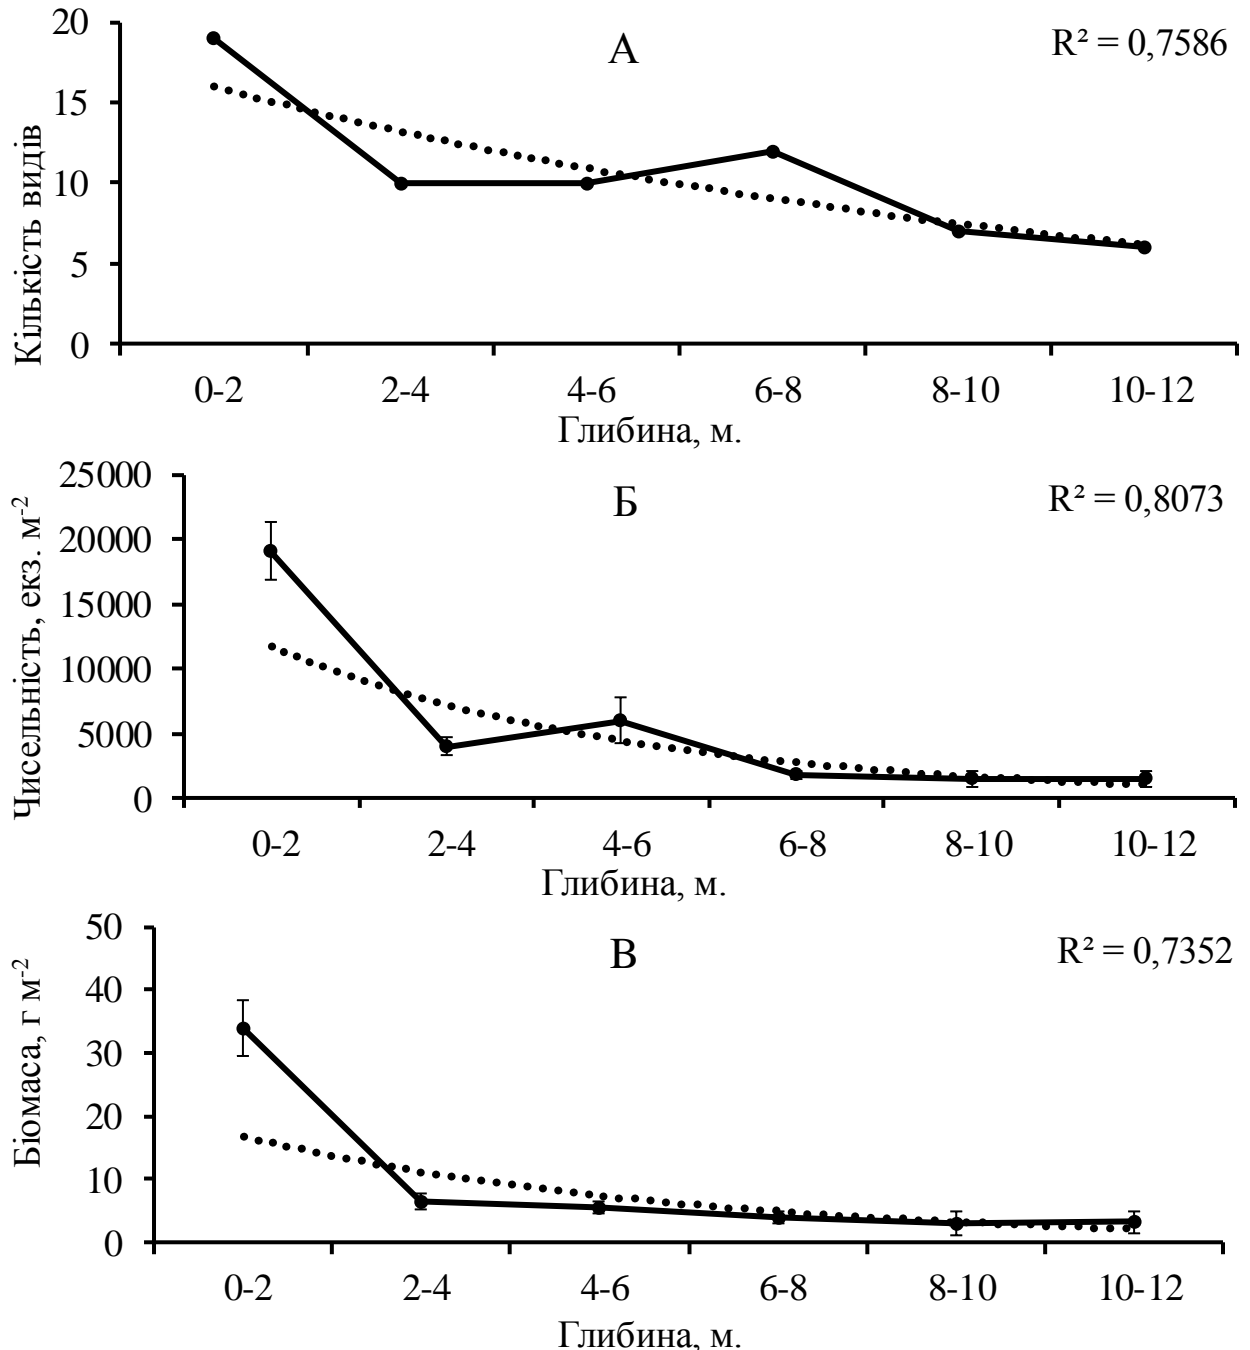 А
R² = 0,7586
Кількість видів
20
15
10
5
0
0-2 2-4 4-6 6-8 8-10 10-12
Глибина, м.
Б
R² = 0,8073
Чисельність, екз. м⁻²
25000
20000
15000
10000
5000
0
0-2 2-4 4-6 6-8 8-10 10-12
Глибина, м.
В
R² = 0,7352
Біомаса, г м⁻²
50
40
30
20
10
0
0-2 2-4 4-6 6-8 8-10 10-12
Глибина, м.